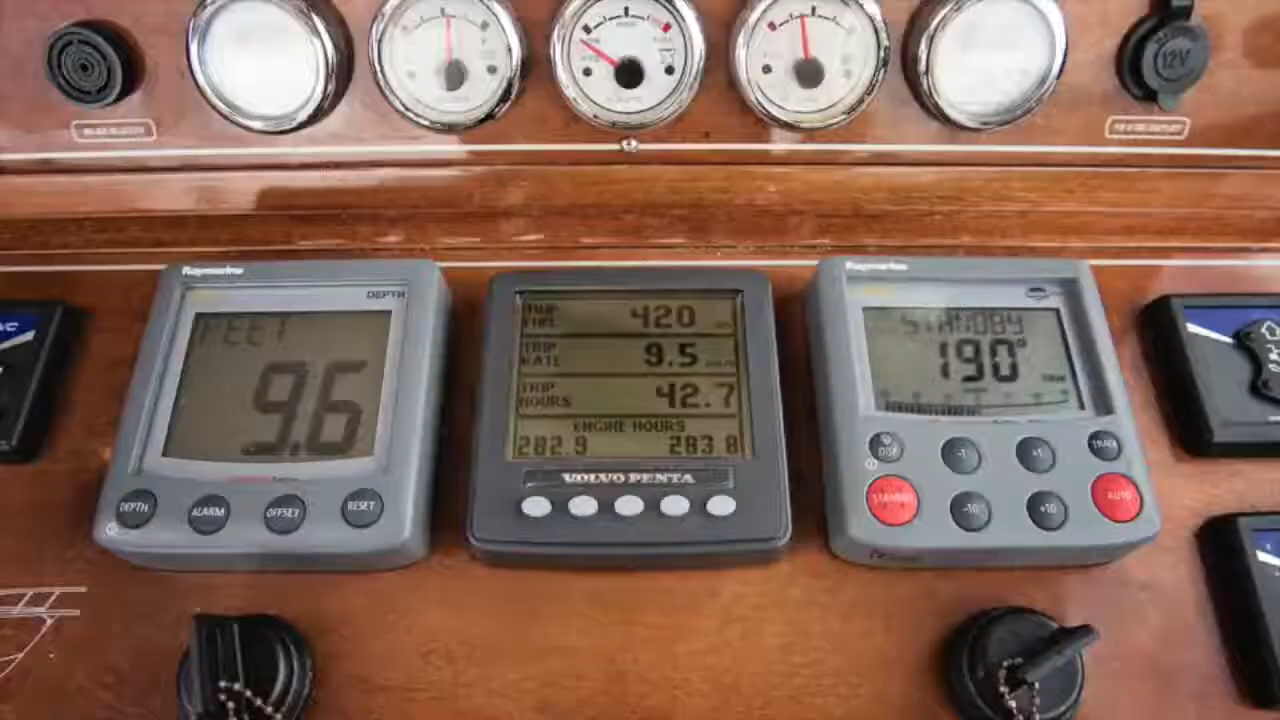 12V
Raymarine
DEPTH
FEET
9.6
DEPTH
ALARM
OFFSET
RESET
TRIP
FUEL
420
TRIP
RATE
9.5
TRIP
HOURS
42.7
ENGINE HOURS
282.9 283.8
VOLVO PENTA
Raymarine
STANDBY
190°
DISP
-1
+1
TRACK
STANDBY
-10
+10
AUTO